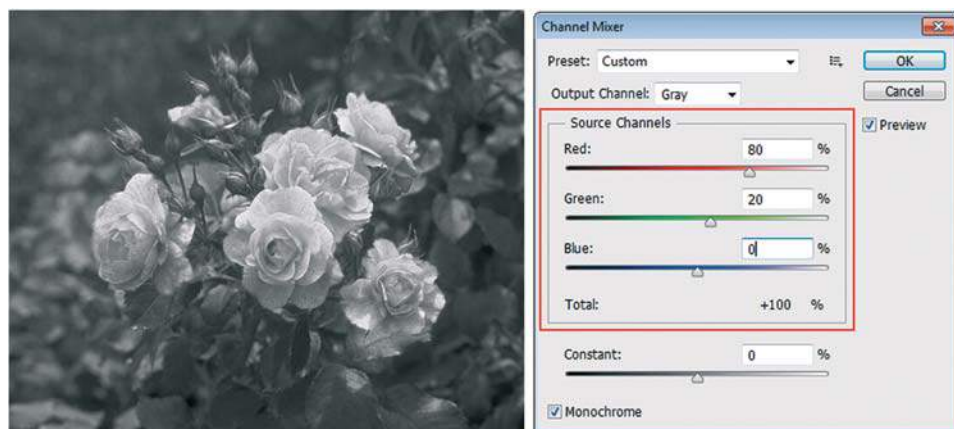 Channel Mixer
Preset: Custom
OK
Output Channel: Gray
Cancel
Source Channels
Preview
Red: 80 %
Green: 20 %
Blue: 0 %
Total: +100 %
Constant: 0 %
Monochrome